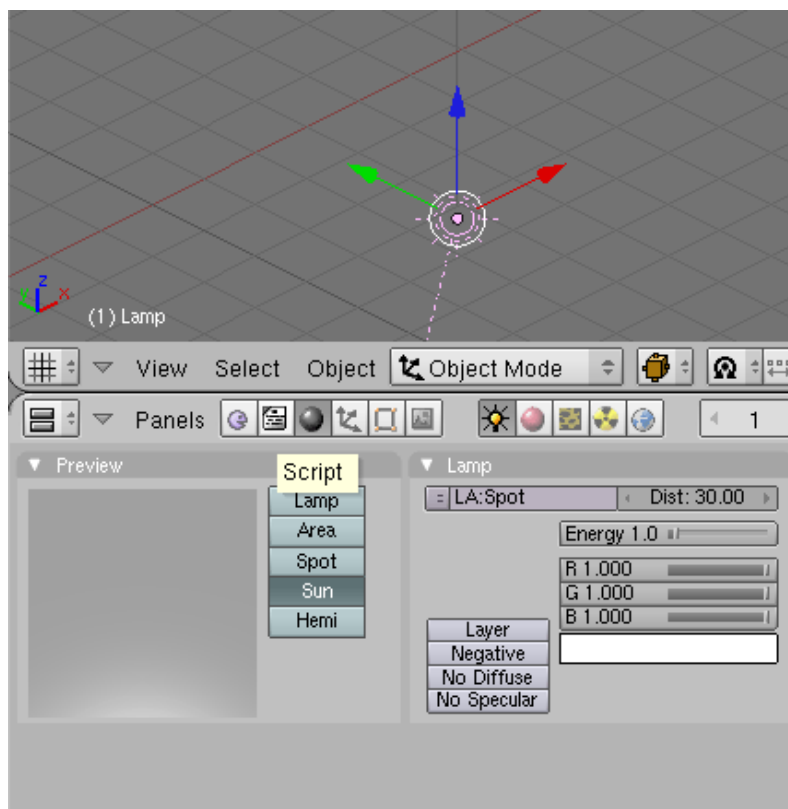 z
y x
(1) Lamp
View Select Object Object Mode
Panels 1
Preview
Script
Lamp
Area
Spot
Sun
Hemi
Lamp
LA:Spot Dist: 30.00
Energy 1.0
R 1.000
G 1.000
B 1.000
Layer
Negative
No Diffuse
No Specular